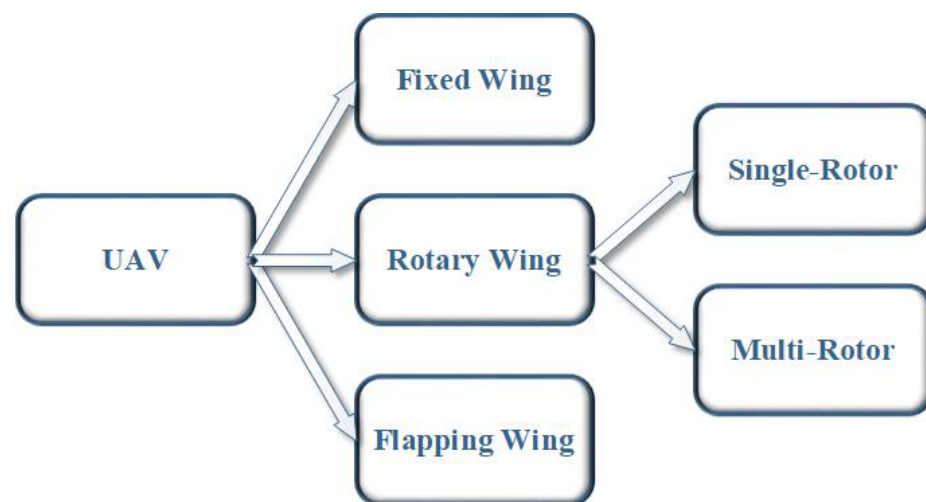 Fixed Wing
Single-Rotor
UAV
Rotary Wing
Multi-Rotor
Flapping Wing